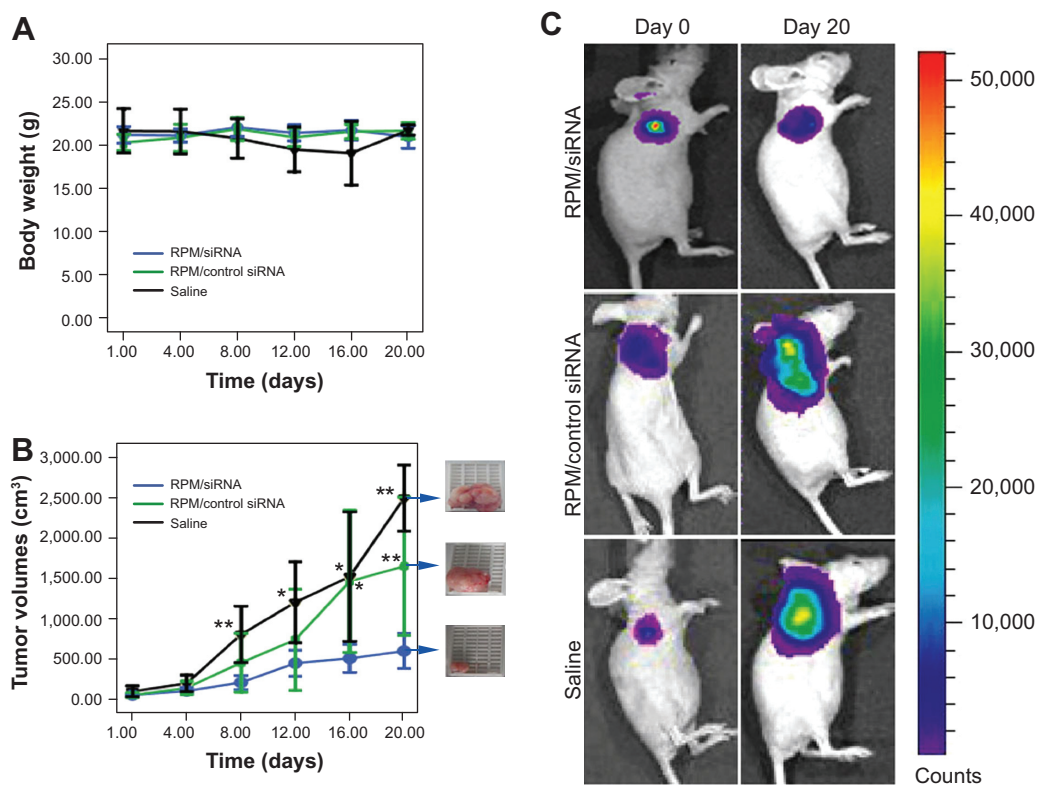 A
Body weight (g)
30.00
25.00
20.00
15.00
10.00
5.00
0.00
RPM/siRNA
RPM/control siRNA
Saline
1.00 4.00 8.00 12.00 16.00 20.00
Time (days)
B
Tumor volumes (cm³)
3,000.00
2,500.00
2,000.00
1,500.00
1,000.00
500.00
0.00
RPM/siRNA
RPM/control siRNA
Saline
**
*
*
*
**
**
1.00 4.00 8.00 12.00 16.00 20.00
Time (days)
C
Day 0 Day 20
RPM/siRNA
RPM/control siRNA
Saline
50,000
40,000
30,000
20,000
10,000
Counts